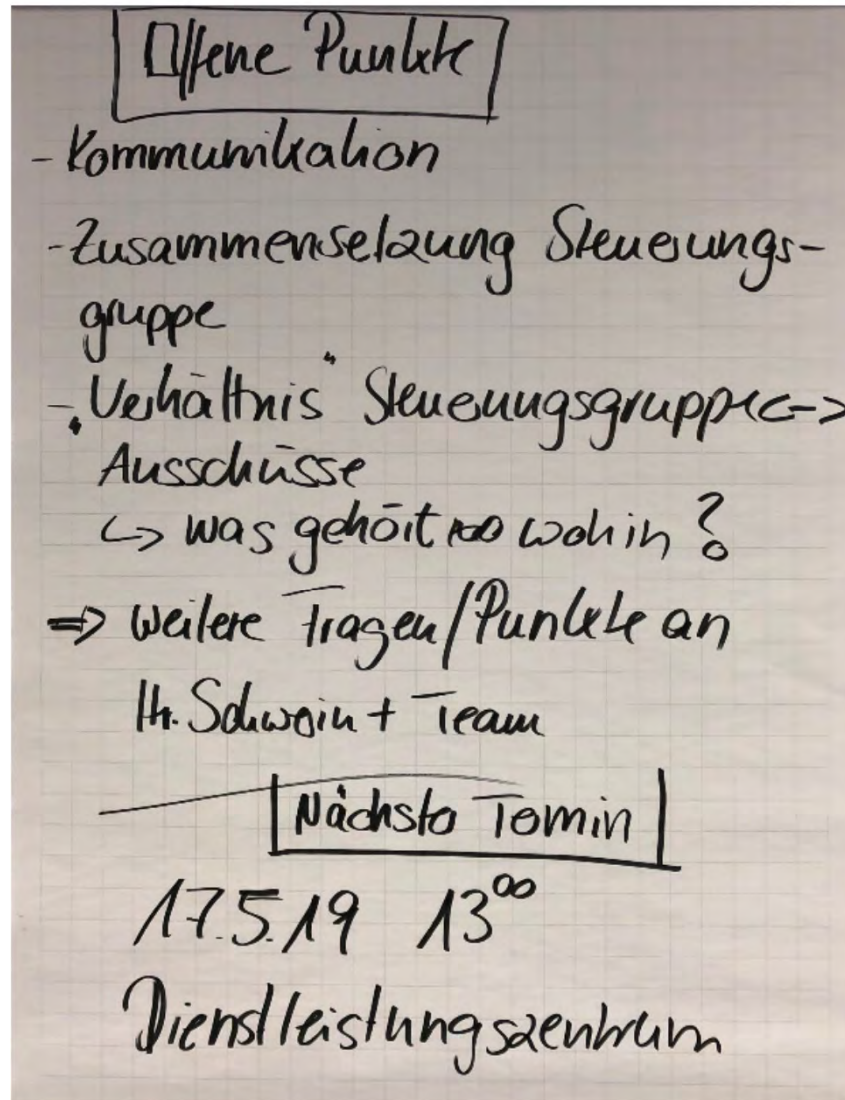 Offene Punkte
- Kommunikation
- Zusammensetzung Steuerungs-
gruppe
- „Verhältnis" Steuerungsgruppe <->
Ausschüsse
↳ was gehört wohin?
=> weitere Fragen/Punkte an
Hr. Schwein + Team
Nächster Termin
17.5.19 13⁰⁰
Dienstleistungszentrum